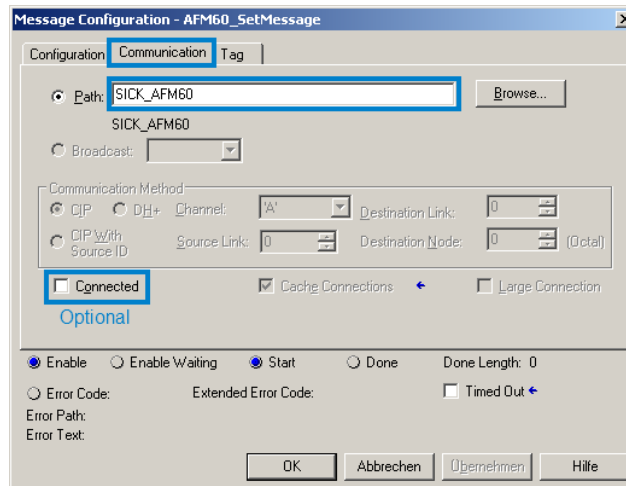 Message Configuration - AFM60_SetMessage
Configuration Communication Tag
Path: SICK_AFM60 Browse...
SICK_AFM60
Broadcast:
Communication Method
CIP DH+ Channel: 'A' Destination Link: 0
CIP With Source ID Source Link: 0 Destination Node: 0 (Octal)
Connected Cache Connections Large Connection
Optional
Enable Enable Waiting Start Done Done Length: 0
Error Code: Extended Error Code: Timed Out
Error Path:
Error Text:
OK Abbrechen Übernehmen Hilfe